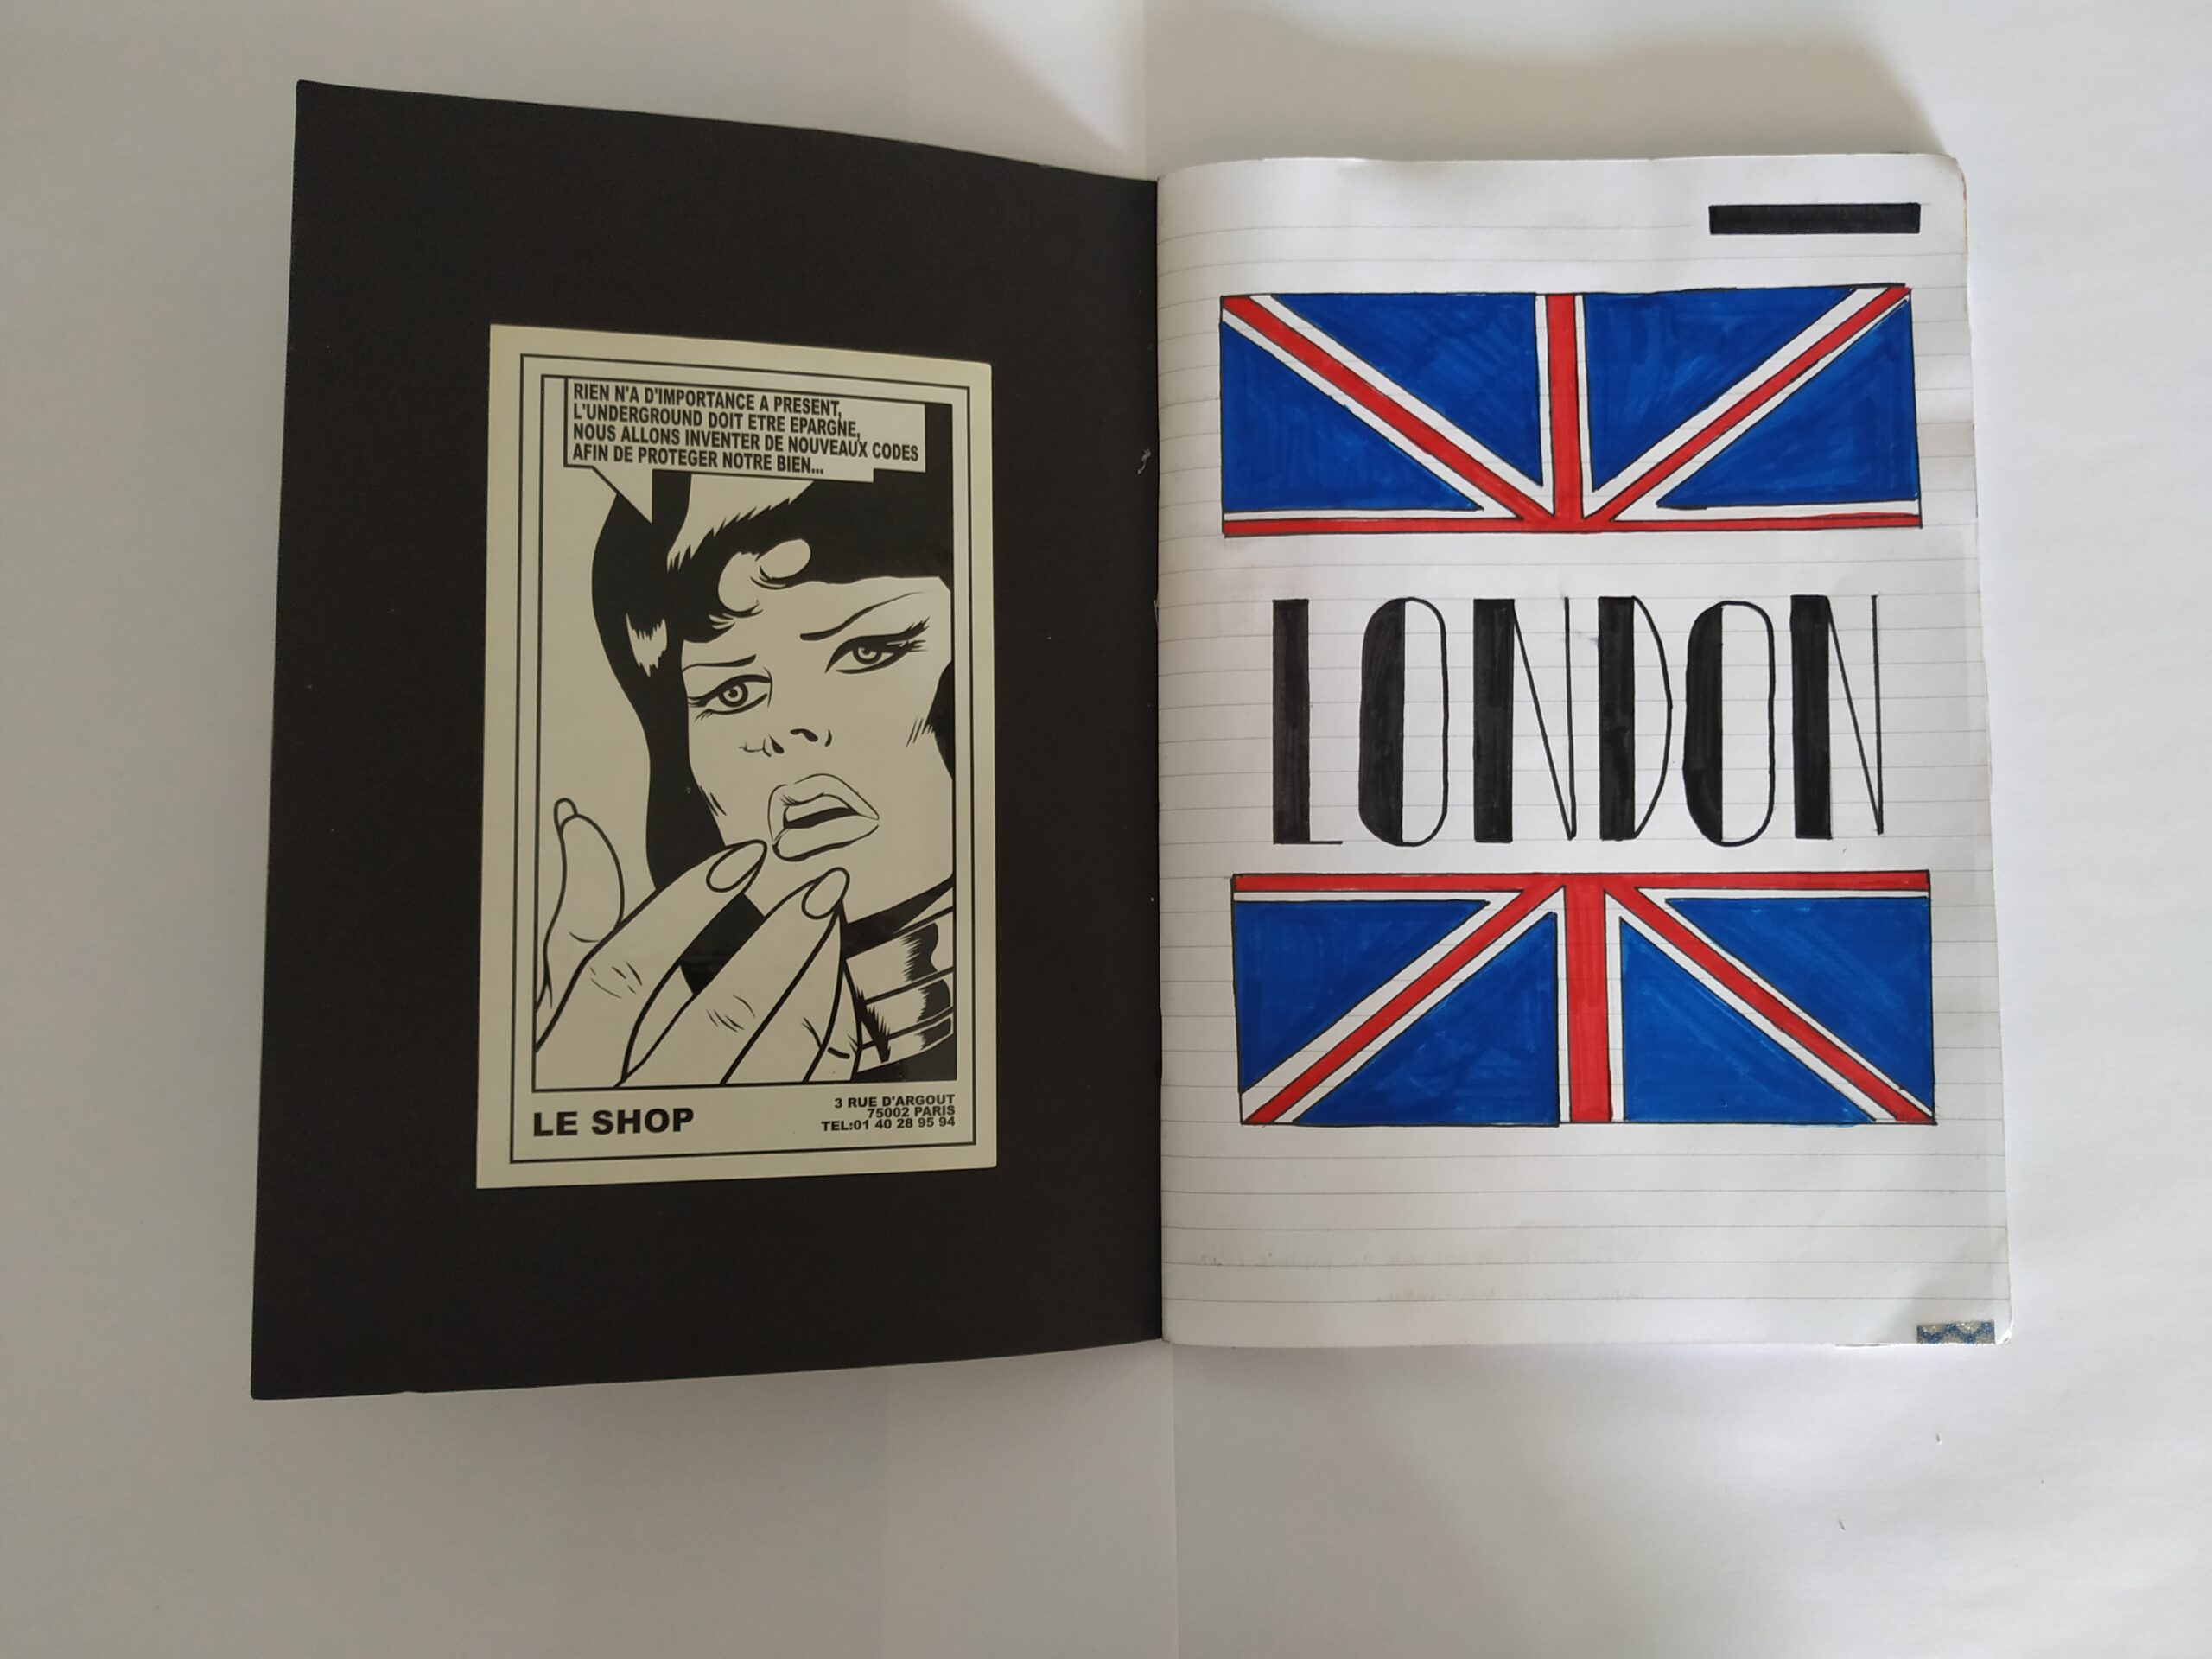 RIEN N'A D'IMPORTANCE A PRESENT,
L'UNDERGROUND DOIT ETRE EPARGNE,
NOUS ALLONS INVENTER DE NOUVEAUX CODES
AFIN DE PROTEGER NOTRE BIEN...
LE SHOP
3 RUE D'ARGOUT
75002 PARIS
TEL:01 40 28 95 94
LONDON